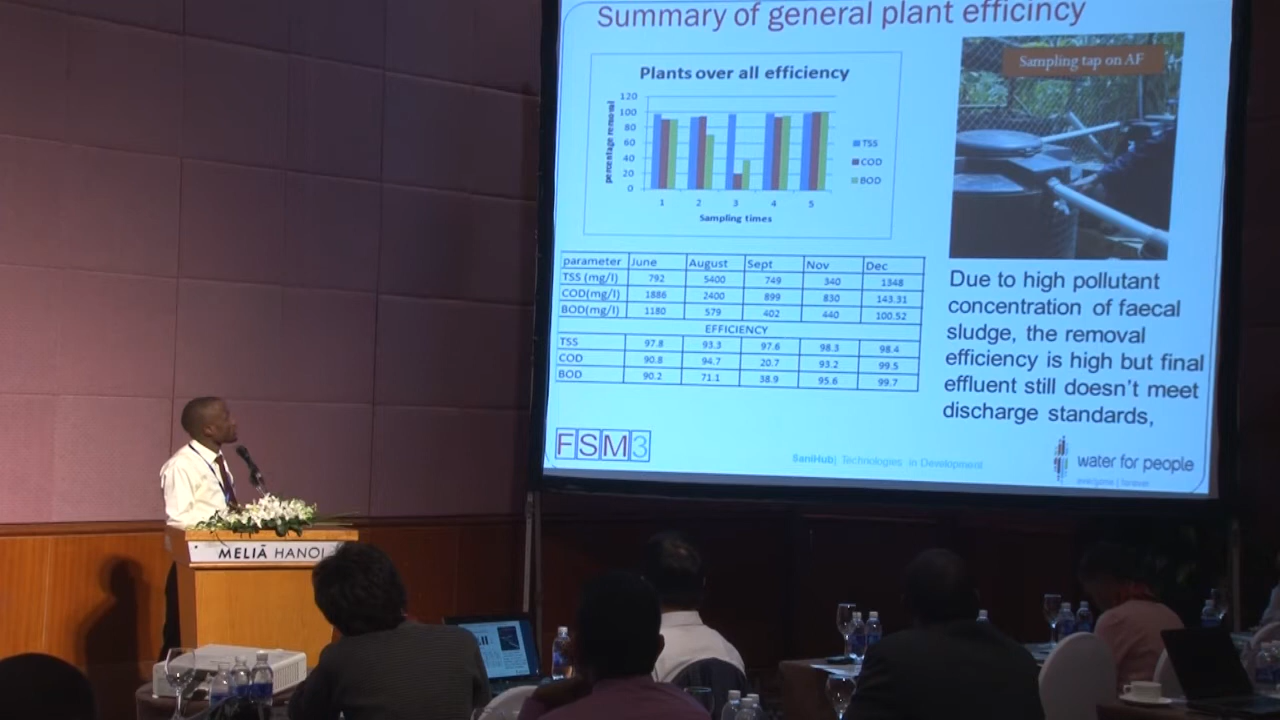 Summary of general plant efficincy
Plants over all efficiency
percentage removal
120
100
80
60
40
20
0
1 2 3 4 5
Sampling times
TSS
COD
BOD
Sampling tap on AF
parameter June August Sept Nov Dec
TSS (mg/l) 792 5400 749 340 1348
COD(mg/l) 1886 2400 899 830 143.31
BOD(mg/l) 1180 579 402 440 100.52
EFFICIENCY
TSS 97.8 93.3 97.6 98.3 98.4
COD 90.8 94.7 20.7 93.2 99.5
BOD 90.2 71.1 38.9 95.6 99.7
Due to high pollutant
concentration of faecal
sludge, the removal
efficiency is high but final
effluent still doesn't meet
discharge standards,
FSM3
SaniHub| Technologies in Development
water for people
everyone | forever
MELIÃ HANOI